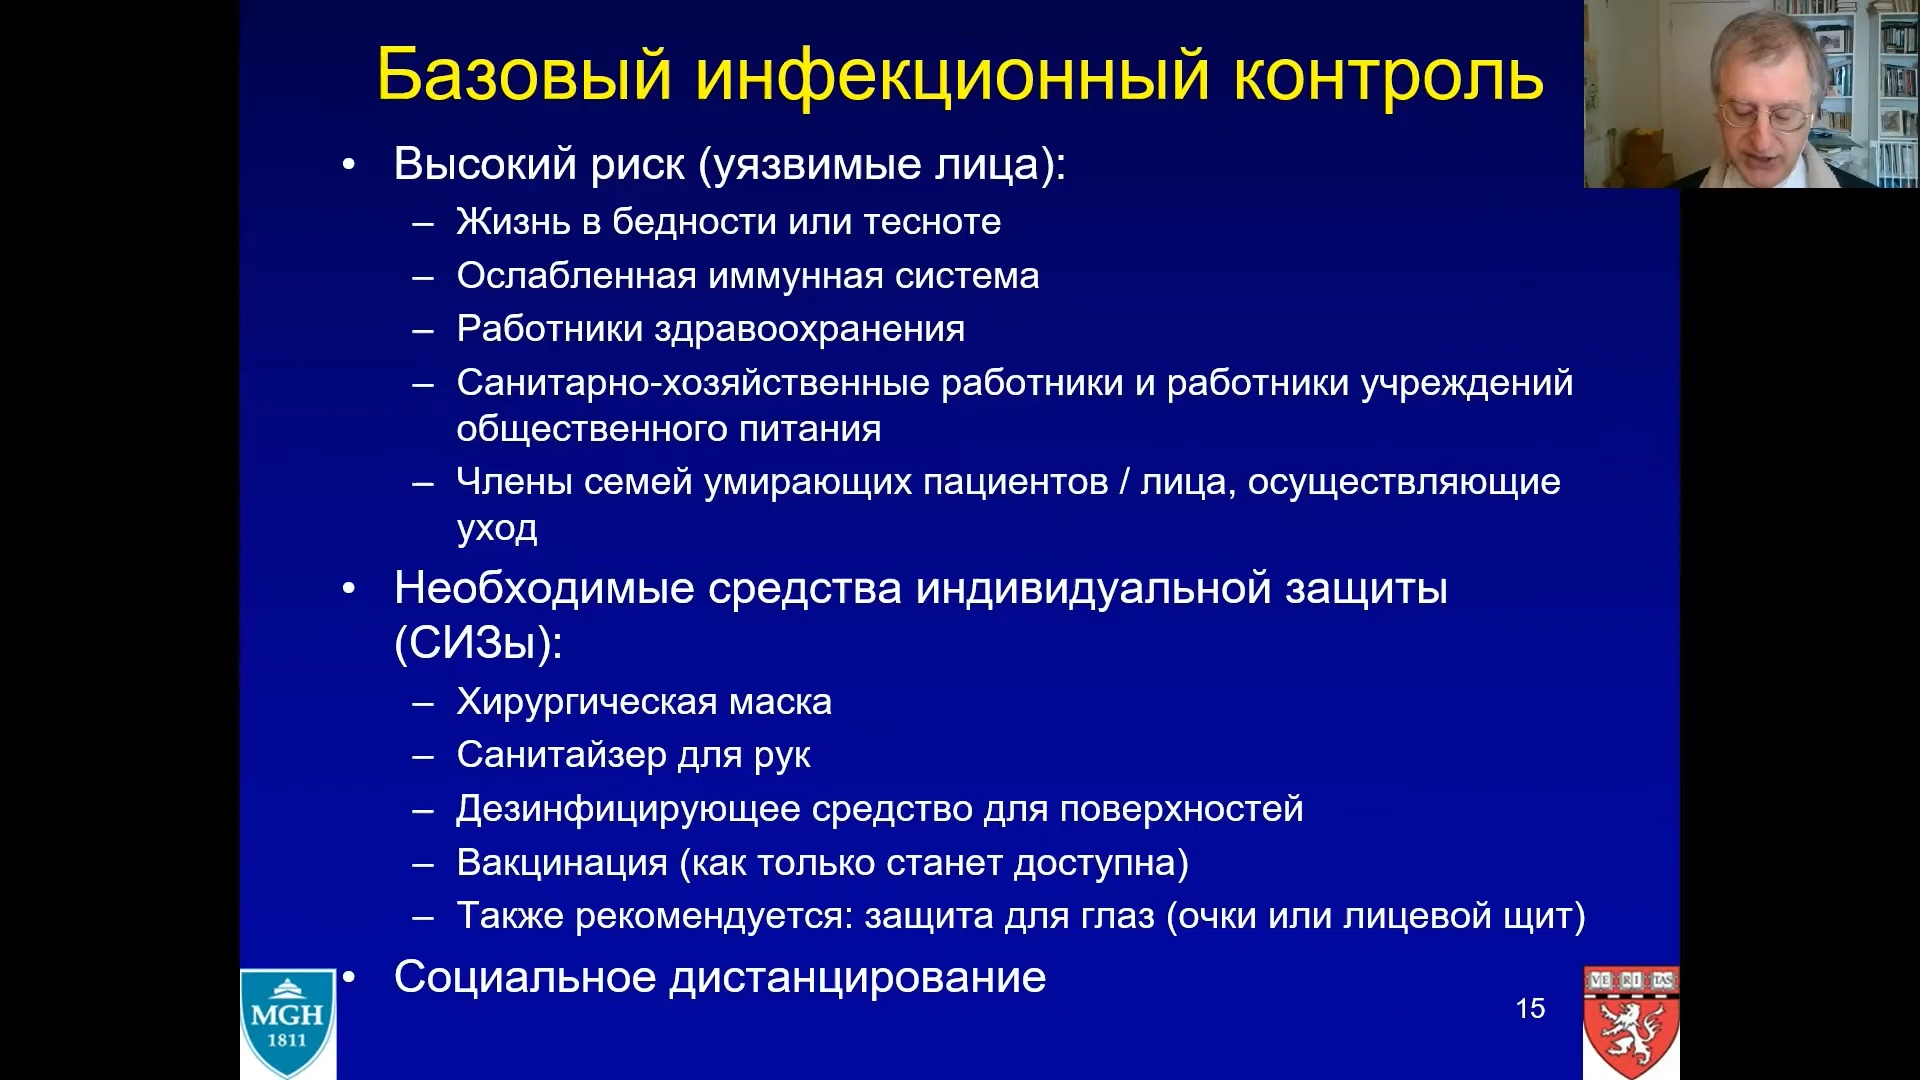 Базовый инфекционный контроль
• Высокий риск (уязвимые лица):
– Жизнь в бедности или тесноте
– Ослабленная иммунная система
– Работники здравоохранения
– Санитарно-хозяйственные работники и работники учреждений
общественного питания
– Члены семей умирающих пациентов / лица, осуществляющие
уход
• Необходимые средства индивидуальной защиты
(СИЗы):
– Хирургическая маска
– Санитайзер для рук
– Дезинфицирующее средство для поверхностей
– Вакцинация (как только станет доступна)
– Также рекомендуется: защита для глаз (очки или лицевой щит)
• Социальное дистанцирование
MGH
1811
15
VE RI TAS